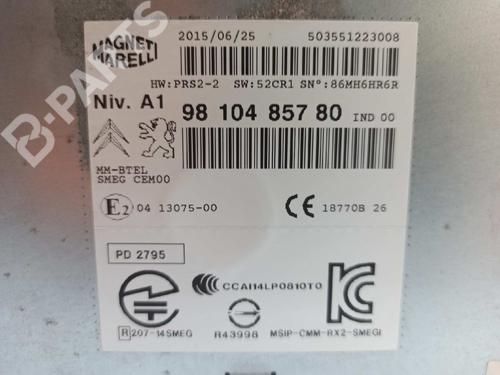 MAGNETI MARELLI
2015/06/25
503551223008
HW:PRS2-2 SW:52CR1 SN°:86MH6HR6R
Niv. A1
98 104 857 80 IND 00
MM-BTEL
SMEG CEM00
E2 04 13075-00
CE 18770B 26
PD 2795
CCAI14LP0810T0
R 207-14SMEG
R43998
MSIP-CMM-RX2-SMEGI
B-PARTS